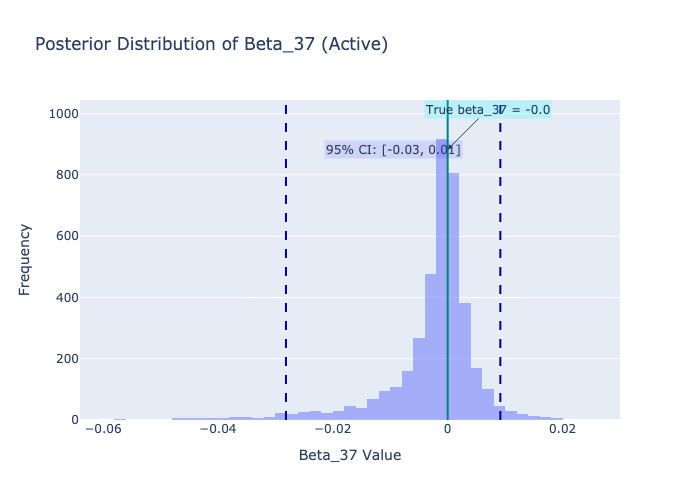 Posterior Distribution of Beta_37 (Active)
True beta_37 = -0.0
95% CI: [-0.03, 0.01]
1000
800
600
400
200
0
Frequency
−0.06
−0.04
−0.02
0
0.02
Beta_37 Value